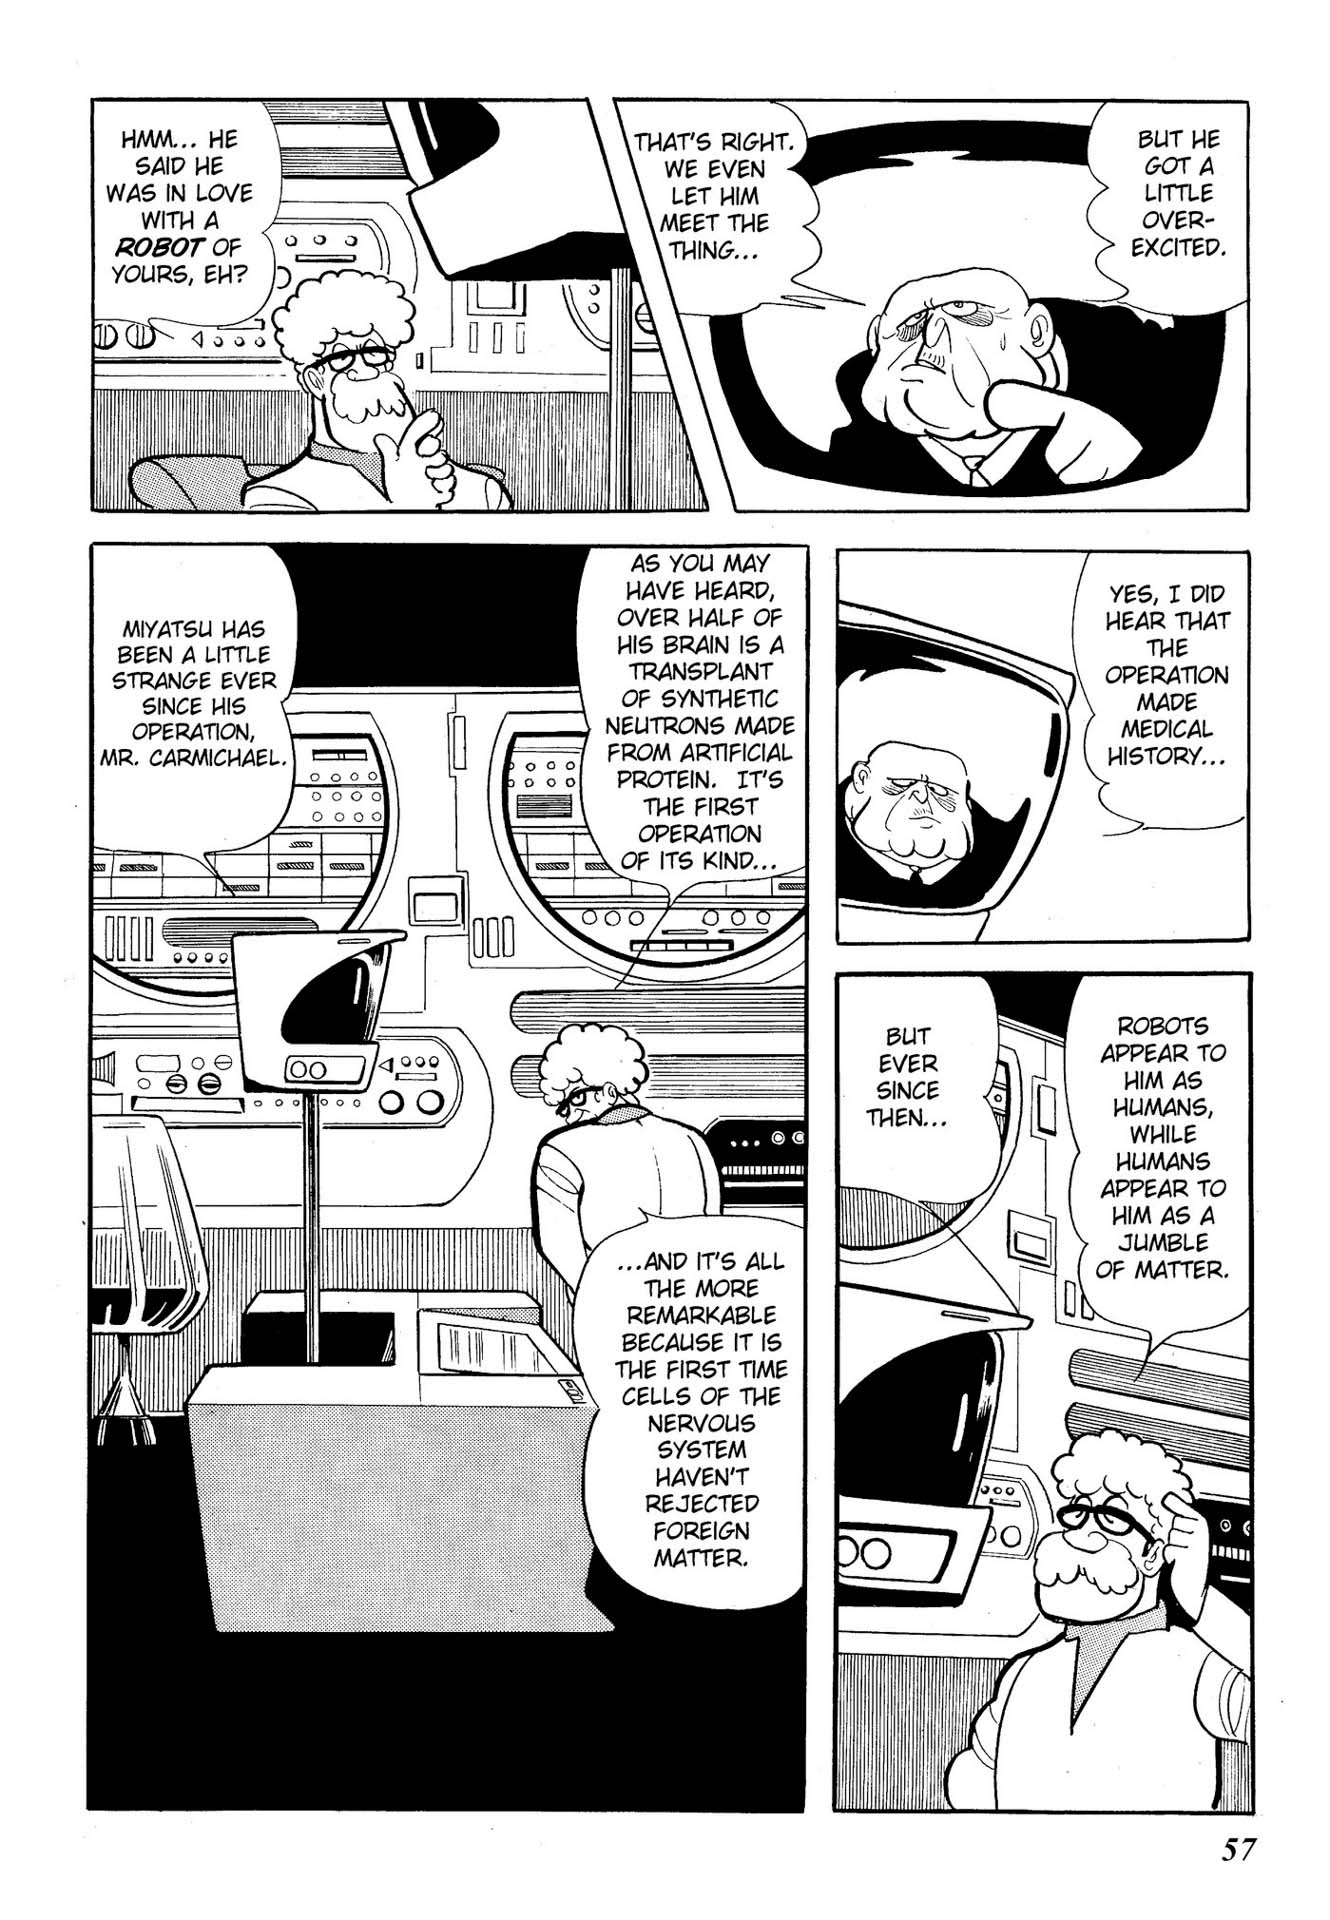 HMM... HE
SAID HE
WAS IN LOVE
WITH A
ROBOT OF
YOURS, EH?
THAT'S RIGHT.
WE EVEN
LET HIM
MEET THE
THING...
BUT HE
GOT A
LITTLE
OVER-
EXCITED.
MIYATSU HAS
BEEN A LITTLE
STRANGE EVER
SINCE HIS
OPERATION,
MR. CARMICHAEL.
AS YOU MAY
HAVE HEARD,
OVER HALF OF
HIS BRAIN IS A
TRANSPLANT
OF SYNTHETIC
NEUTRONS MADE
FROM ARTIFICIAL
PROTEIN. IT'S
THE FIRST
OPERATION
OF ITS KIND...
...AND IT'S ALL
THE MORE
REMARKABLE
BECAUSE IT IS
THE FIRST TIME
CELLS OF THE
NERVOUS
SYSTEM
HAVEN'T
REJECTED
FOREIGN
MATTER.
YES, I DID
HEAR THAT
THE
OPERATION
MADE
MEDICAL
HISTORY...
BUT
EVER
SINCE
THEN...
ROBOTS
APPEAR TO
HIM AS
HUMANS,
WHILE
HUMANS
APPEAR TO
HIM AS A
JUMBLE
OF MATTER.
57